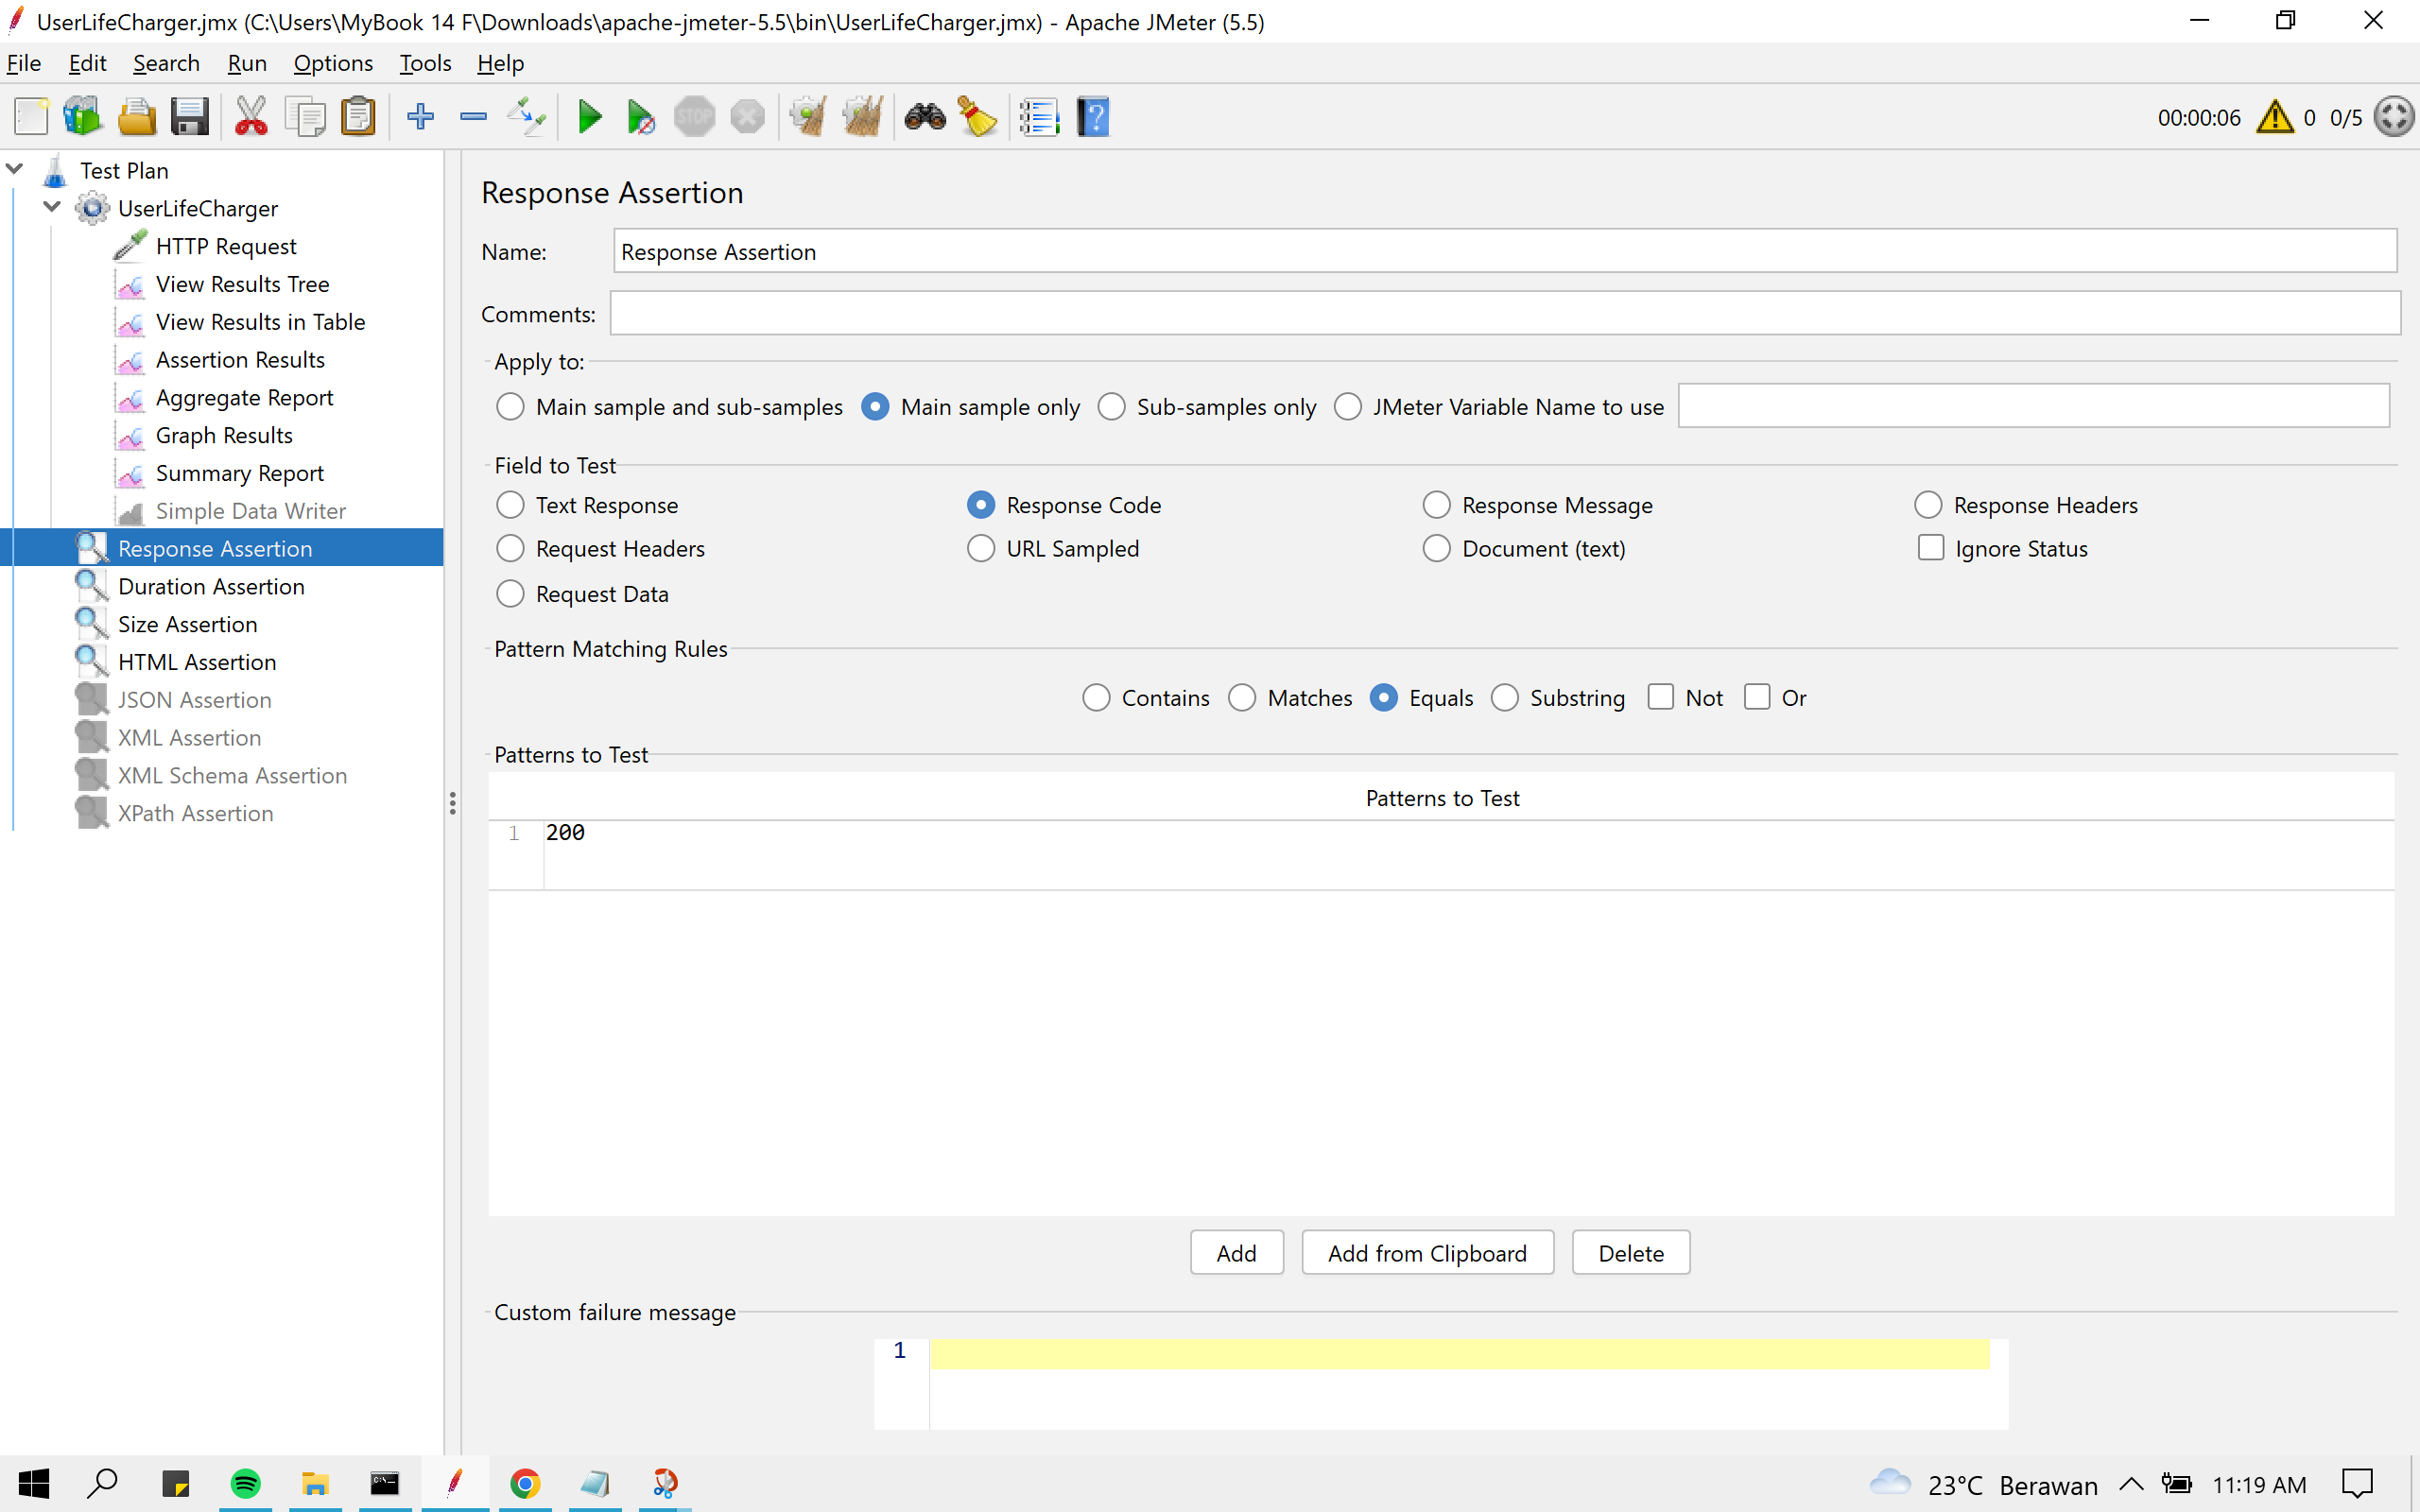 UserLifeCharger.jmx (C:\Users\MyBook 14 F\Downloads\apache-jmeter-5.5\bin\UserLifeCharger.jmx) - Apache JMeter (5.5)
File Edit Search Run Options Tools Help
STOP
?
00:00:06 0 0/5
Test Plan
UserLifeCharger
HTTP Request
View Results Tree
View Results in Table
Assertion Results
Aggregate Report
Graph Results
Summary Report
Simple Data Writer
Response Assertion
Duration Assertion
Size Assertion
HTML Assertion
JSON Assertion
XML Assertion
XML Schema Assertion
XPath Assertion
Response Assertion
Name: Response Assertion
Comments:
Apply to:
Main sample and sub-samples Main sample only Sub-samples only JMeter Variable Name to use
Field to Test
Text Response Response Code Response Message Response Headers
Request Headers URL Sampled Document (text) Ignore Status
Request Data
Pattern Matching Rules
Contains Matches Equals Substring Not Or
Patterns to Test
Patterns to Test
1 200
Add Add from Clipboard Delete
Custom failure message
1
23°C Berawan 11:19 AM